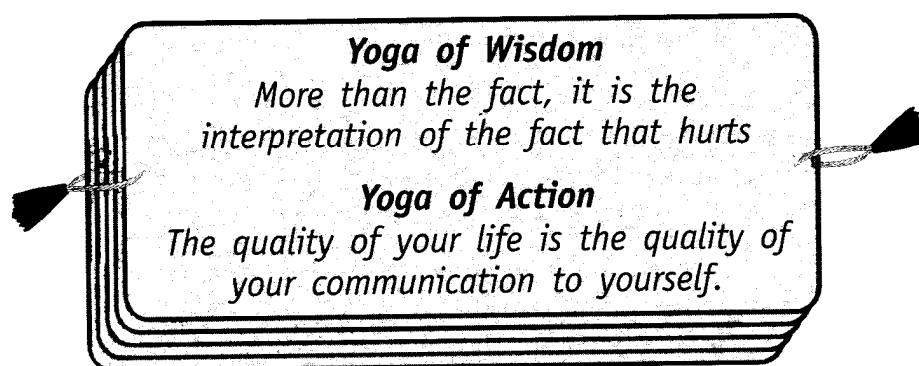 Yoga of Wisdom
More than the fact, it is the
interpretation of the fact that hurts
Yoga of Action
The quality of your life is the quality of
your communication to yourself.